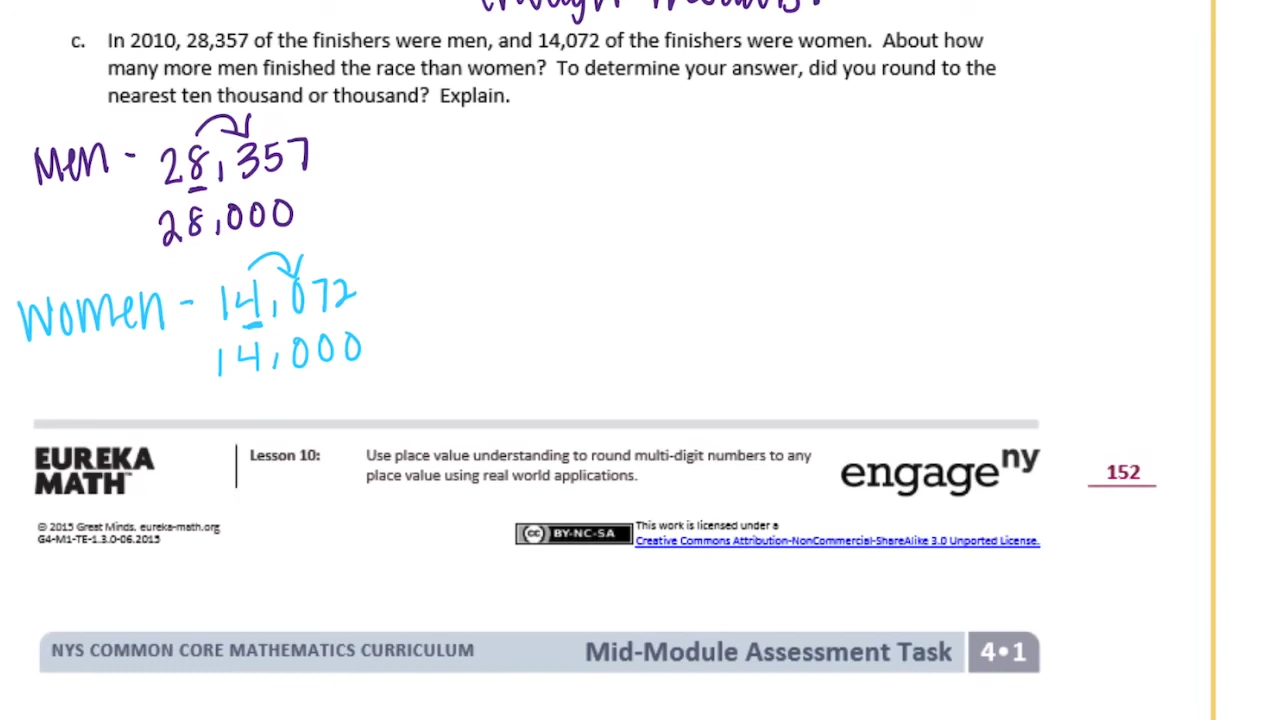 c. In 2010, 28,357 of the finishers were men, and 14,072 of the finishers were women. About how
many more men finished the race than women? To determine your answer, did you round to the
nearest ten thousand or thousand? Explain.
Men - 28,357
28,000
Women - 14,072
14,000
EUREKA
MATH™
Lesson 10:
Use place value understanding to round multi-digit numbers to any
place value using real world applications.
engage ny
152
© 2015 Great Minds. eureka-math.org
G4-M1-TE-1.3.0-06.2015
cc BY-NC-SA
This work is licensed under a
Creative Commons Attribution-NonCommercial-ShareAlike 3.0 Unported License.
NYS COMMON CORE MATHEMATICS CURRICULUM
Mid-Module Assessment Task
4•1